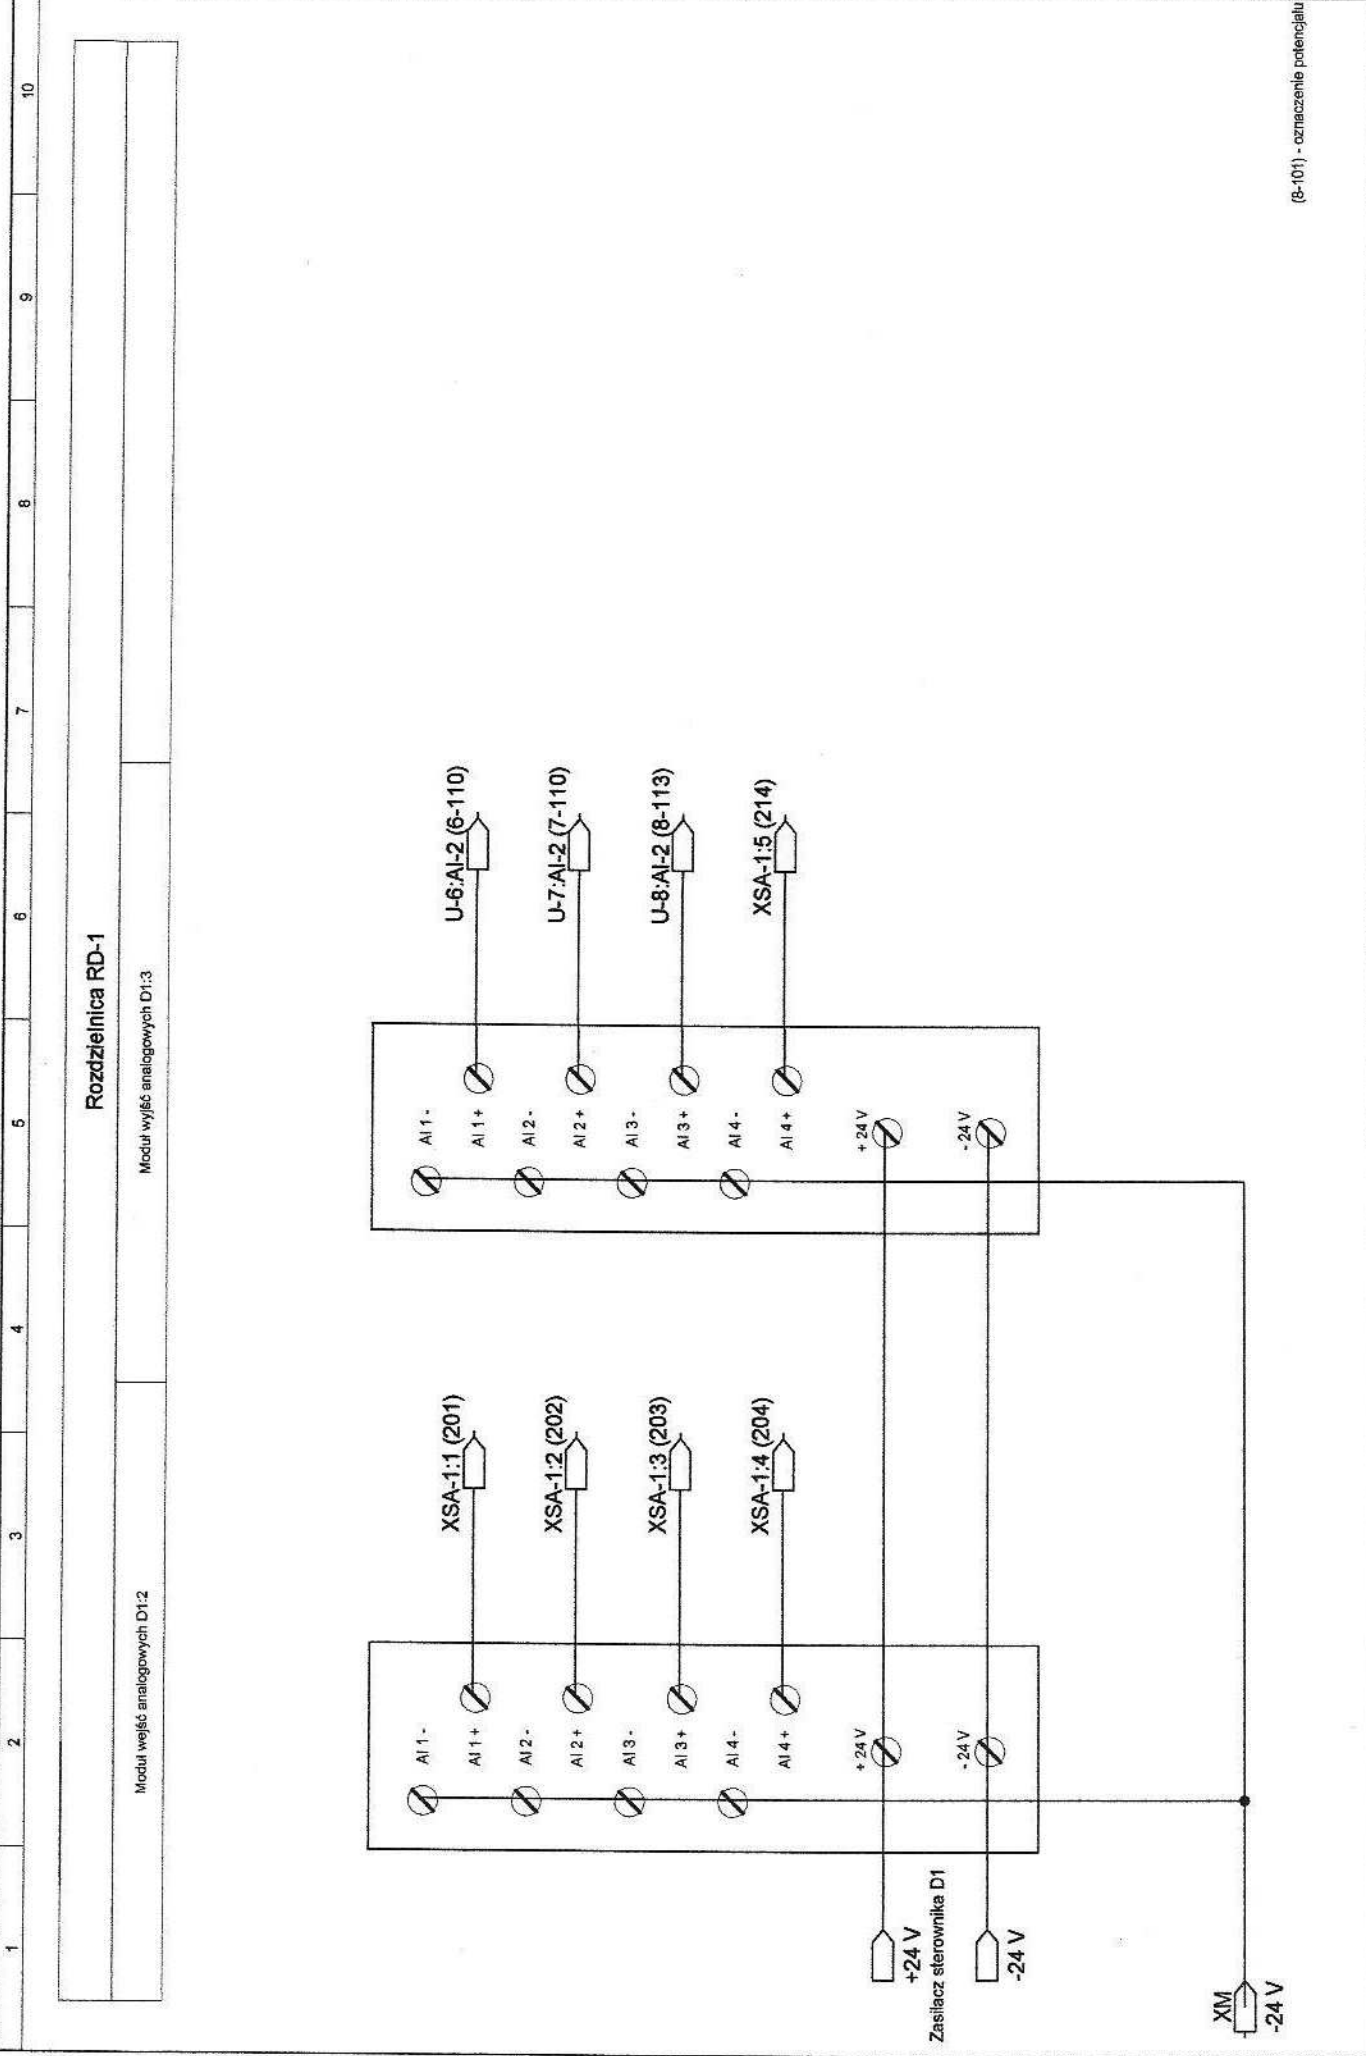 1 2 3 4 5 6 7 8 9 10
Rozdzielnica RD-1
Moduł wejść analogowych D1:2
Moduł wyjść analogowych D1:3
AI 1 -
AI 1 +
XSA-1:1 (201)
AI 2 -
AI 2 +
XSA-1:2 (202)
AI 3 -
AI 3 +
XSA-1:3 (203)
AI 4 -
AI 4 +
XSA-1:4 (204)
+ 24 V
- 24 V
AI 1 -
AI 1 +
U-6:AI-2 (6-110)
AI 2 -
AI 2 +
U-7:AI-2 (7-110)
AI 3 -
AI 3 +
U-8:AI-2 (8-113)
AI 4 -
AI 4 +
XSA-1:5 (214)
+ 24 V
- 24 V
+24 V
Zasilacz sterownika D1
-24 V
XM
-24 V
(8-101) - oznaczenie potencjału